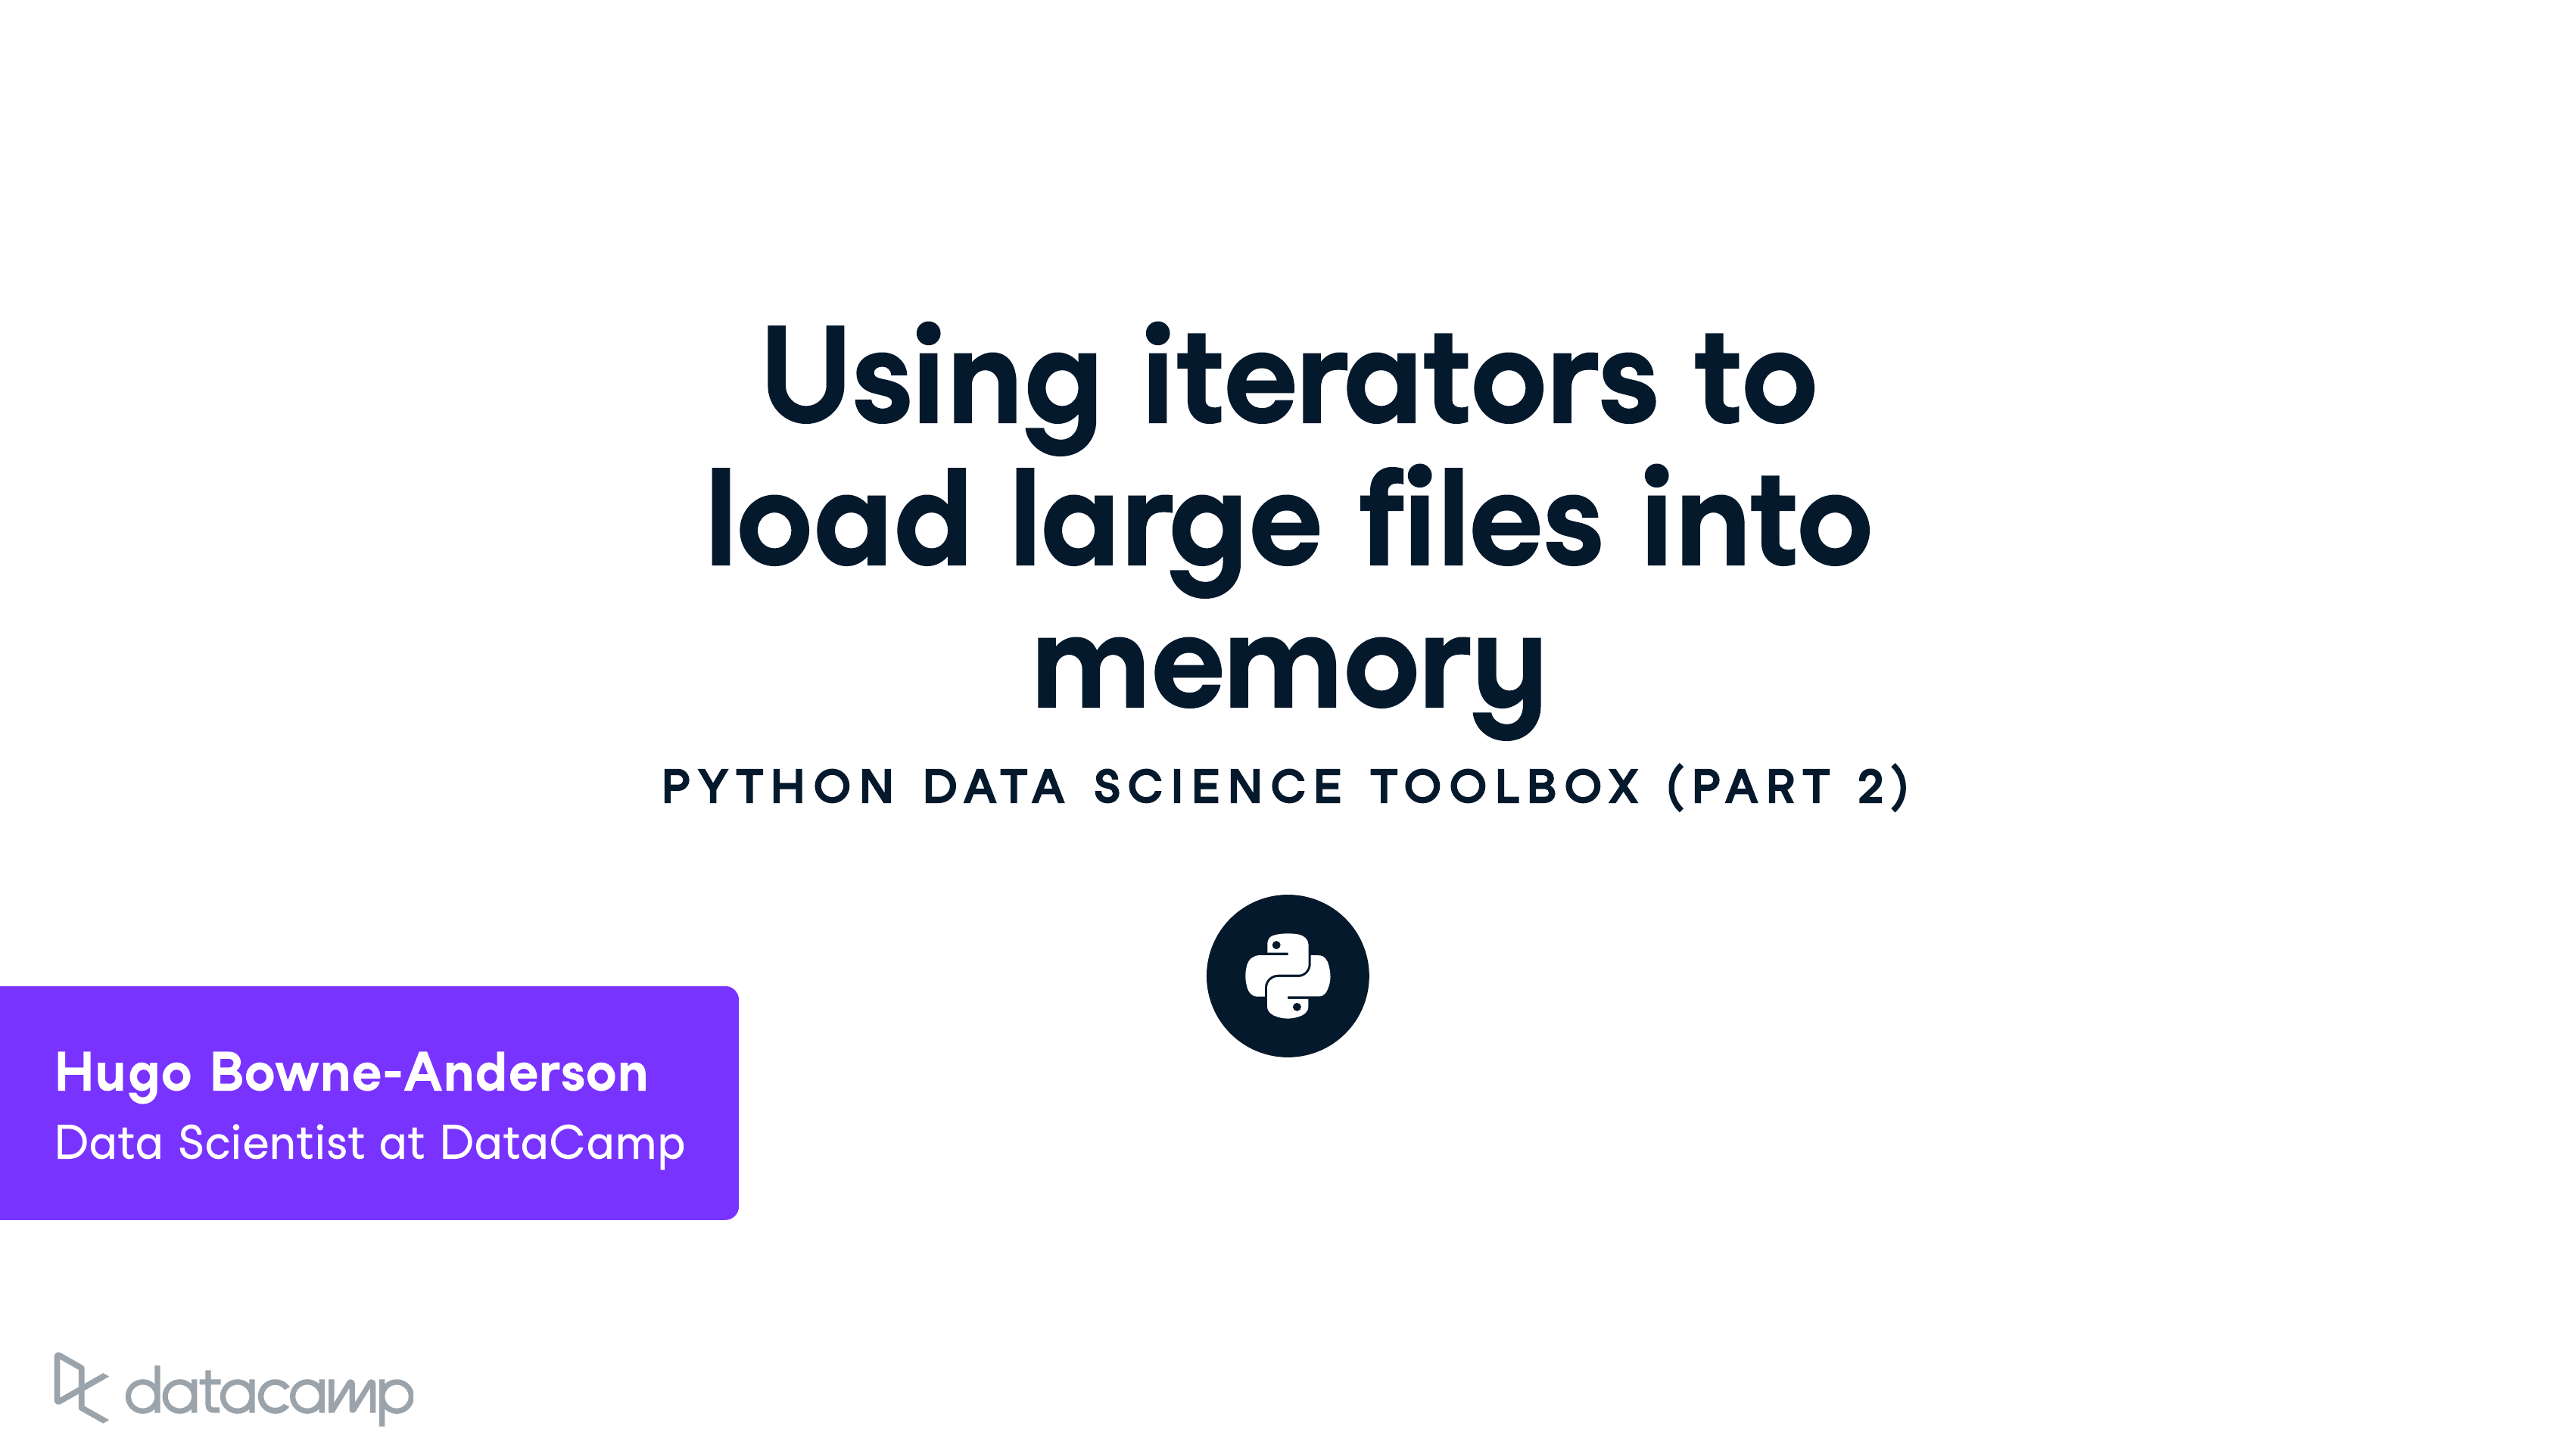 Using iterators to
load large files into
memory
PYTHON DATA SCIENCE TOOLBOX (PART 2)
Hugo Bowne-Anderson
Data Scientist at DataCamp
datacamp